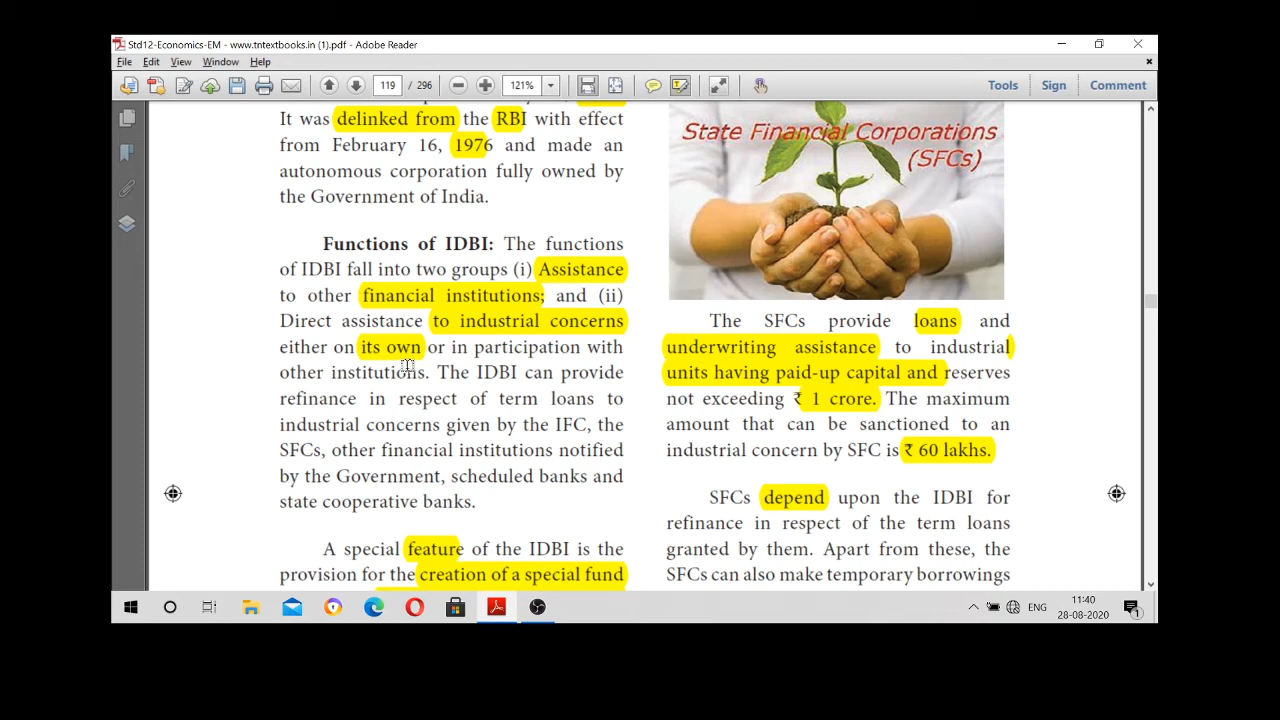 Std12-Economics-EM - www.tntextbooks.in (1).pdf - Adobe Reader
File Edit View Window Help
119 / 296 121% Tools Sign Comment
It was delinked from the RBI with effect
from February 16, 1976 and made an
autonomous corporation fully owned by
the Government of India.
Functions of IDBI: The functions
of IDBI fall into two groups (i) Assistance
to other financial institutions; and (ii)
Direct assistance to industrial concerns
either on its own or in participation with
other institutions. The IDBI can provide
refinance in respect of term loans to
industrial concerns given by the IFC, the
SFCs, other financial institutions notified
by the Government, scheduled banks and
state cooperative banks.
A special feature of the IDBI is the
provision for the creation of a special fund
State Financial Corporations
(SFCs)
The SFCs provide loans and
underwriting assistance to industrial
units having paid-up capital and reserves
not exceeding ₹ 1 crore. The maximum
amount that can be sanctioned to an
industrial concern by SFC is ₹ 60 lakhs.
SFCs depend upon the IDBI for
refinance in respect of the term loans
granted by them. Apart from these, the
SFCs can also make temporary borrowings
ENG
11:40
28-08-2020
1